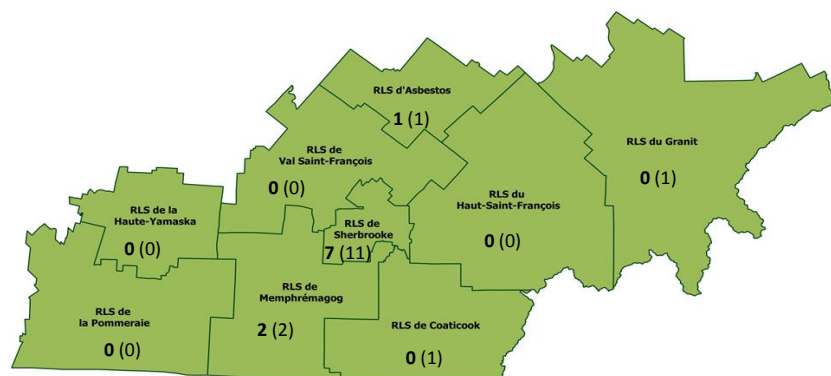 RLS d'Asbestos
1 (1)
RLS du Granit
0 (1)
RLS de
Val Saint-François
0 (0)
RLS du
Haut-Saint-François
0 (0)
RLS de la
Haute-Yamaska
0 (0)
RLS de
Sherbrooke
7 (11)
RLS de
Memphrémagog
2 (2)
RLS de
la Pommeraie
0 (0)
RLS de Coaticook
0 (1)